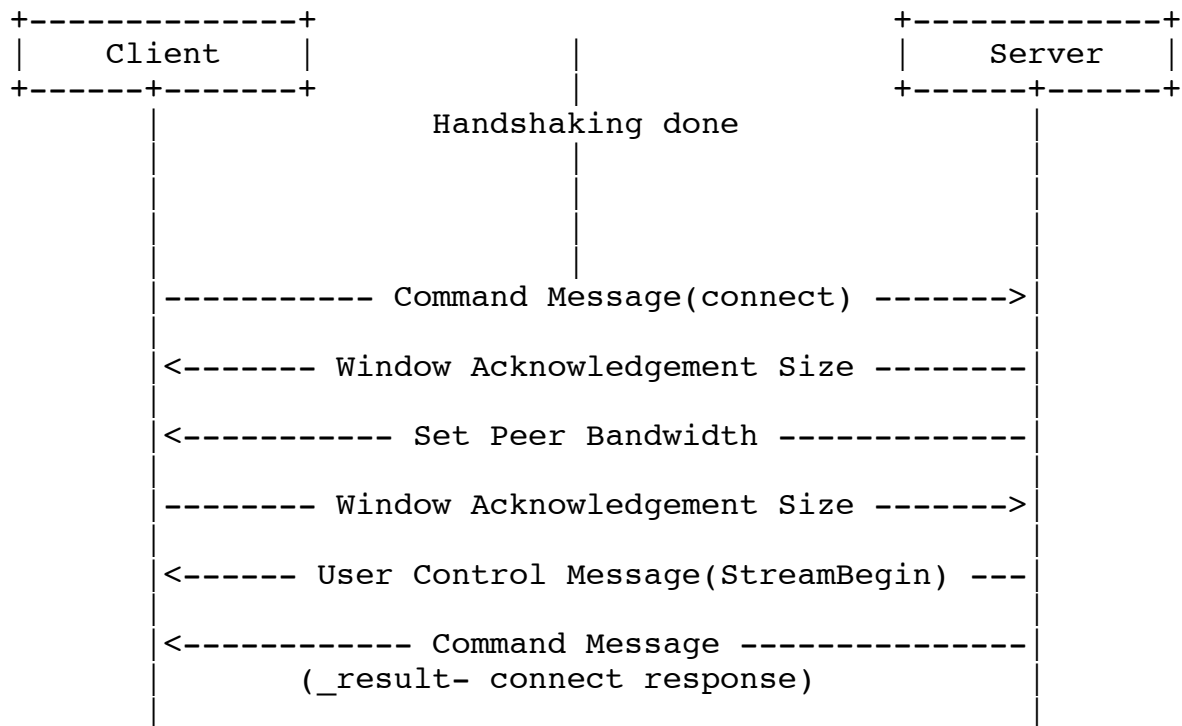 Client Server
Handshaking done
Command Message(connect)
Window Acknowledgement Size
Set Peer Bandwidth
Window Acknowledgement Size
User Control Message(StreamBegin)
Command Message
(_result- connect response)